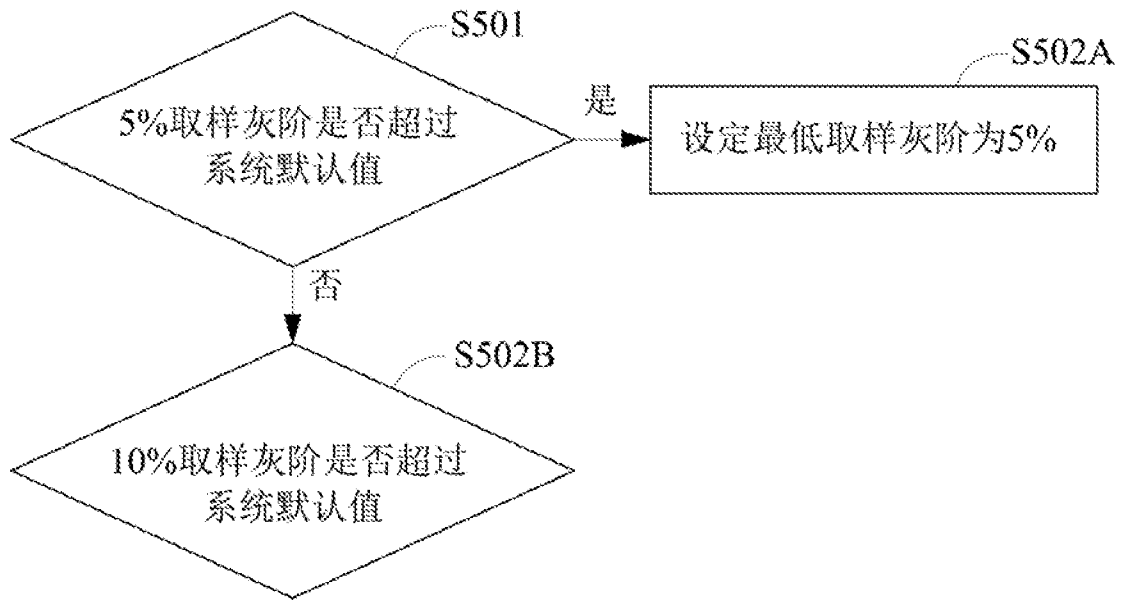 S501
S502A
5%取样灰阶是否超过
系统默认值
是
设定最低取样灰阶为5%
否
S502B
10%取样灰阶是否超过
系统默认值